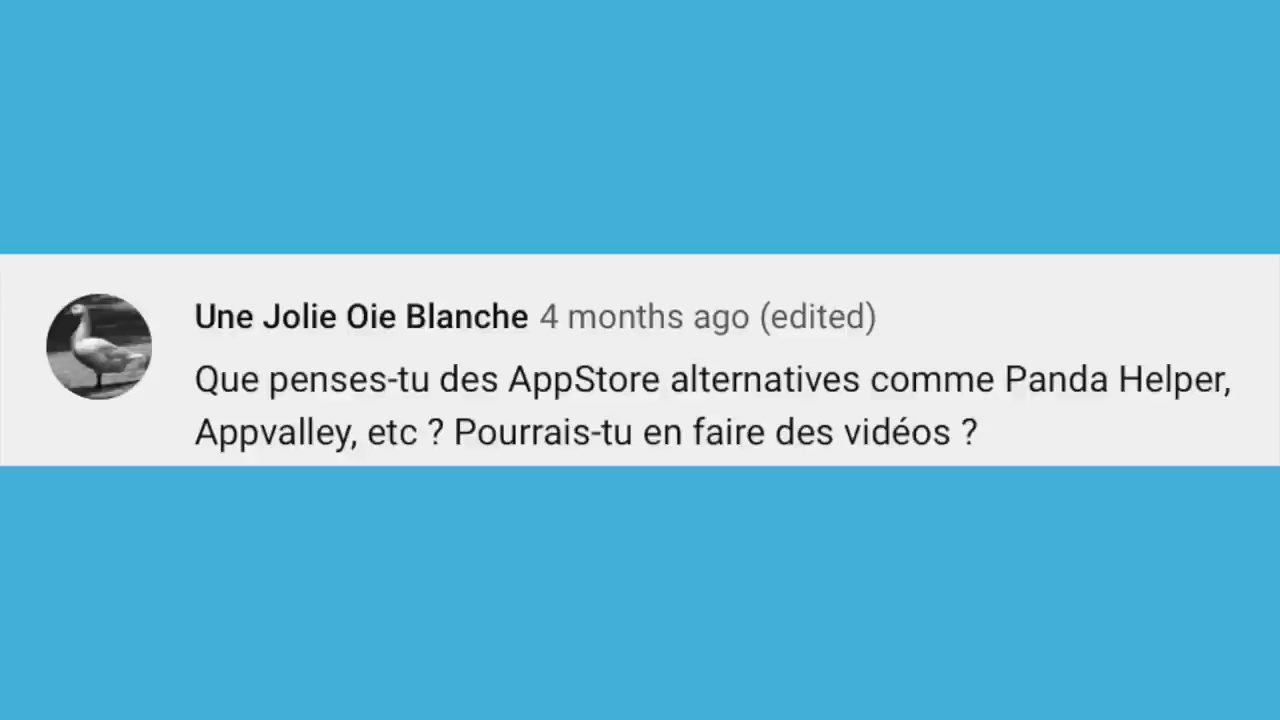 Une Jolie Oie Blanche 4 months ago (edited)
Que penses-tu des AppStore alternatives comme Panda Helper,
Appvalley, etc ? Pourrais-tu en faire des vidéos ?